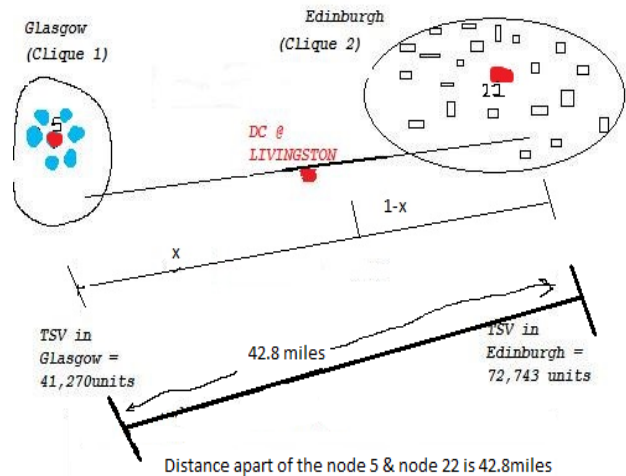 Glasgow
(Clique 1)
Edinburgh
(Clique 2)
5
22
DC @
LIVINGSTON
1-x
x
TSV in
Glasgow =
41,270units
42.8 miles
TSV in
Edinburgh =
72,743 units
Distance apart of the node 5 & node 22 is 42.8miles